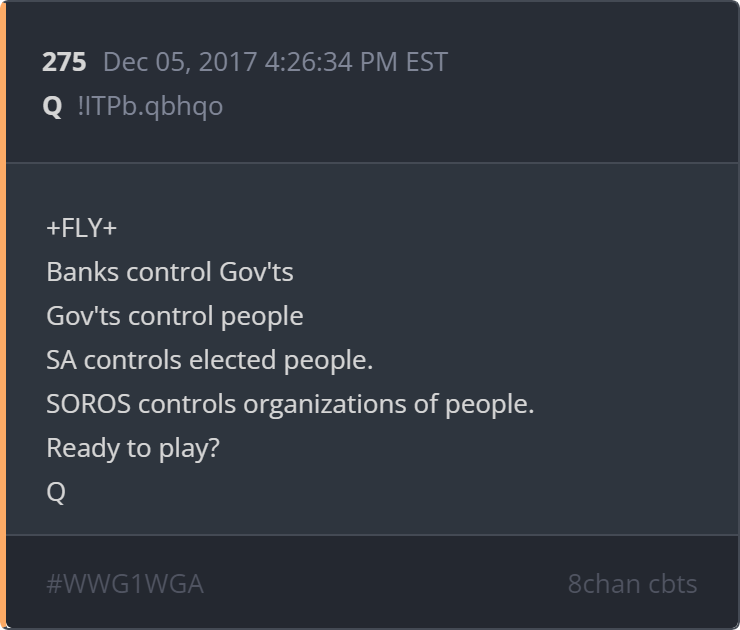 275 Dec 05, 2017 4:26:34 PM EST
Q !ITPb.qbhqo
+FLY+
Banks control Gov'ts
Gov'ts control people
SA controls elected people.
SOROS controls organizations of people.
Ready to play?
Q
#WWG1WGA 8chan cbts